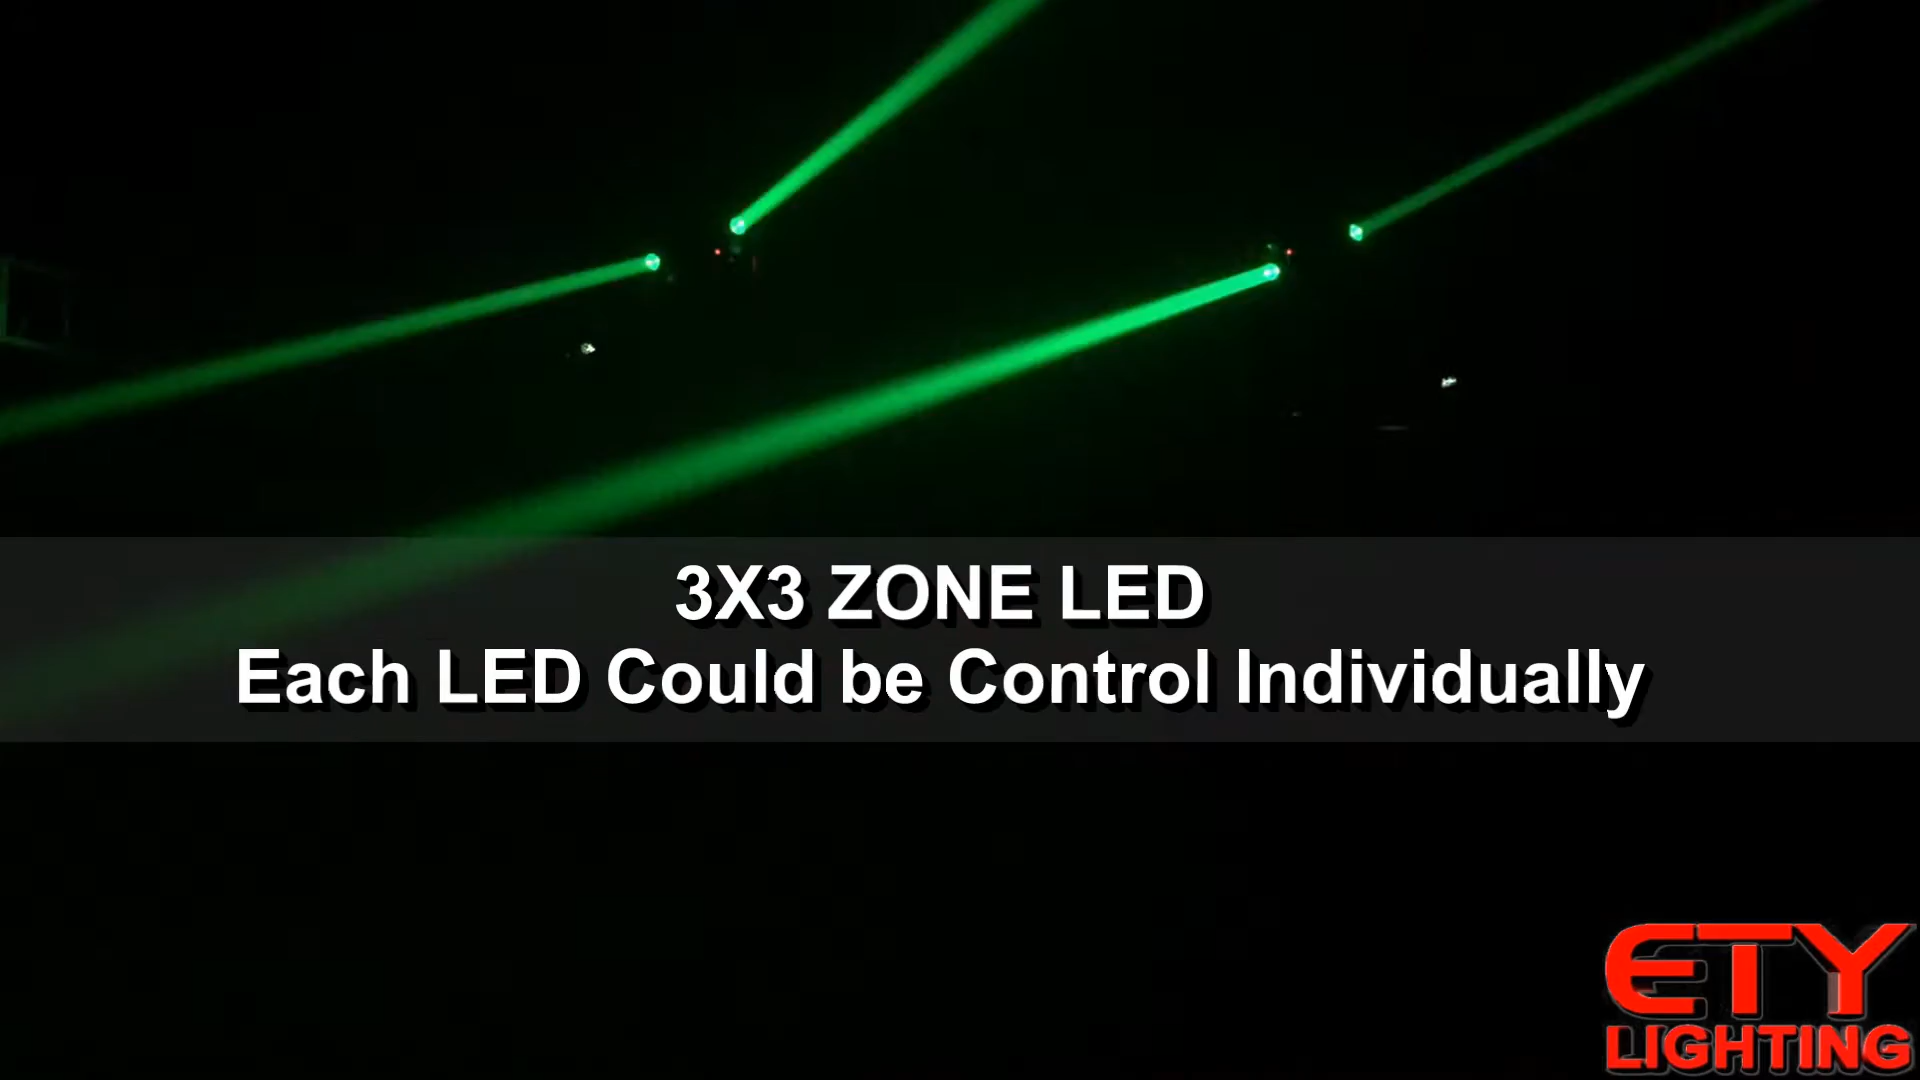 3X3 ZONE LED
Each LED Could be Control Individually
ETY
LIGHTING